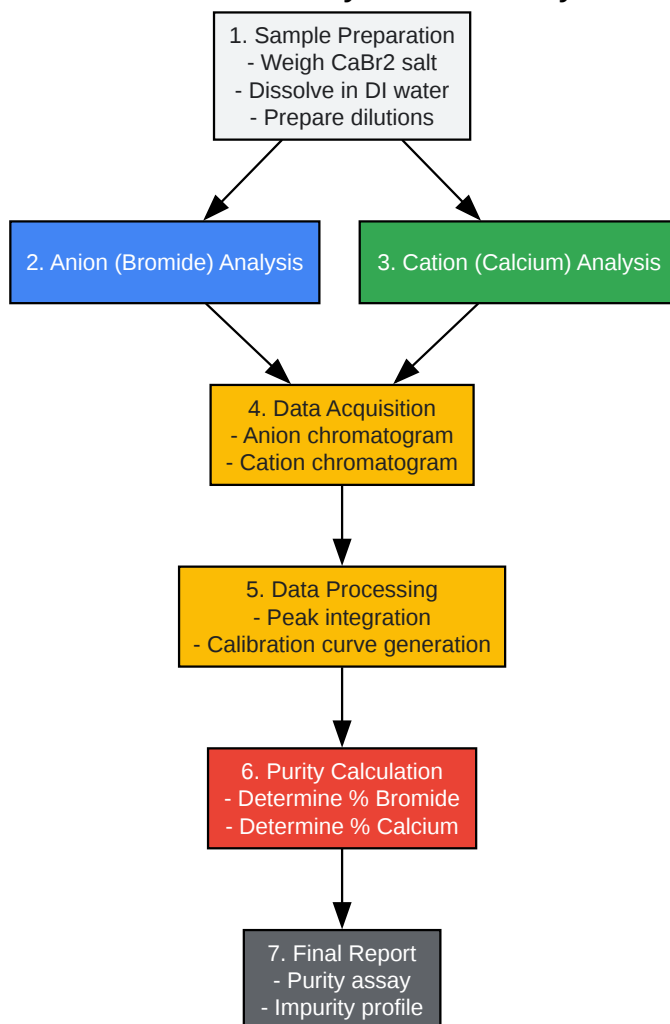 1. Sample Preparation
- Weigh CaBr2 salt
- Dissolve in DI water
- Prepare dilutions
2. Anion (Bromide) Analysis
3. Cation (Calcium) Analysis
4. Data Acquisition
- Anion chromatogram
- Cation chromatogram
5. Data Processing
- Peak integration
- Calibration curve generation
6. Purity Calculation
- Determine % Bromide
- Determine % Calcium
7. Final Report
- Purity assay
- Impurity profile